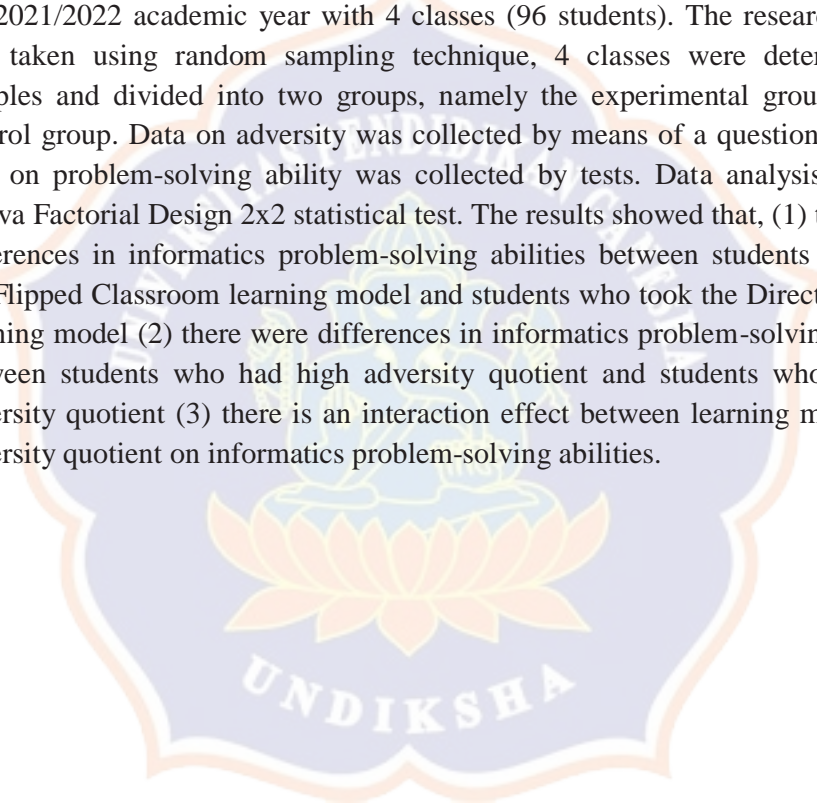 2021/2022 academic year with 4 classes (96 students). The research
taken using random sampling technique, 4 classes were deter
ples and divided into two groups, namely the experimental grou
rol group. Data on adversity was collected by means of a question
on problem-solving ability was collected by tests. Data analysis
va Factorial Design 2x2 statistical test. The results showed that, (1) t
erences in informatics problem-solving abilities between students
Flipped Classroom learning model and students who took the Direct
ning model (2) there were differences in informatics problem-solvin
ween students who had high adversity quotient and students who
ersity quotient (3) there is an interaction effect between learning m
ersity quotient on informatics problem-solving abilities.
UNIVERSITAS PENDIDIKAN GANESHA
UNDIKSHA